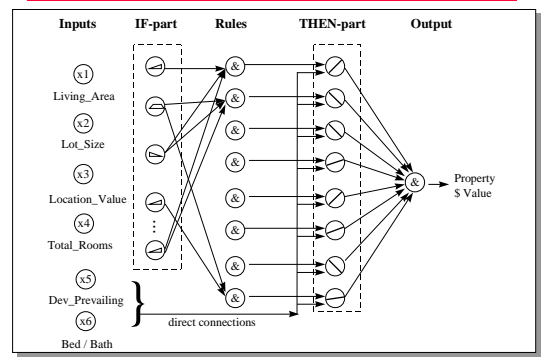 Inputs IF-part Rules THEN-part Output
x1
Living_Area
x2
Lot_Size
x3
Location_Value
x4
Total_Rooms
x5
Dev_Prevailing
x6
Bed / Bath
&
&
&
&
&
&
&
&
direct connections
&
Property
$ Value